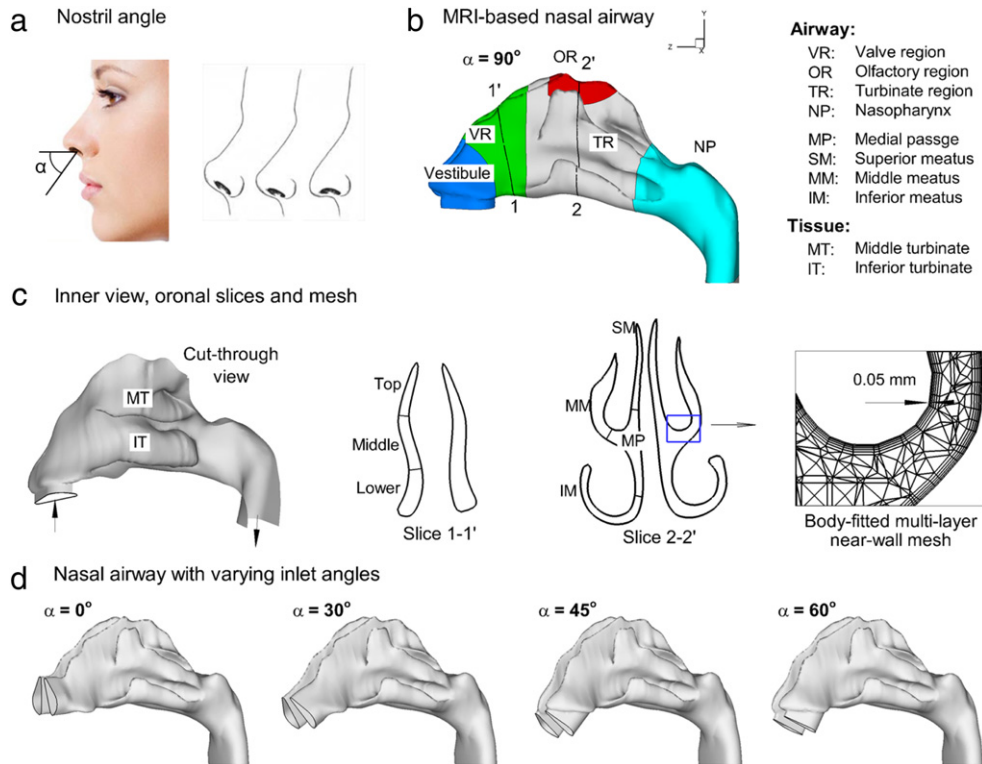 a Nostril angle
α
b MRI-based nasal airway
α = 90°
OR
2'
1'
VR
Vestibule
TR
NP
1
2
Y
Z
X
Airway:
VR: Valve region
OR Olfactory region
TR: Turbinate region
NP: Nasopharynx
MP: Medial passge
SM: Superior meatus
MM: Middle meatus
IM: Inferior meatus
Tissue:
MT: Middle turbinate
IT: Inferior turbinate
c Inner view, oronal slices and mesh
Cut-through
view
MT
IT
Top
Middle
Lower
Slice 1-1'
SM
MM
MP
IM
Slice 2-2'
0.05 mm
Body-fitted multi-layer
near-wall mesh
d Nasal airway with varying inlet angles
α = 0° α = 30° α = 45° α = 60°